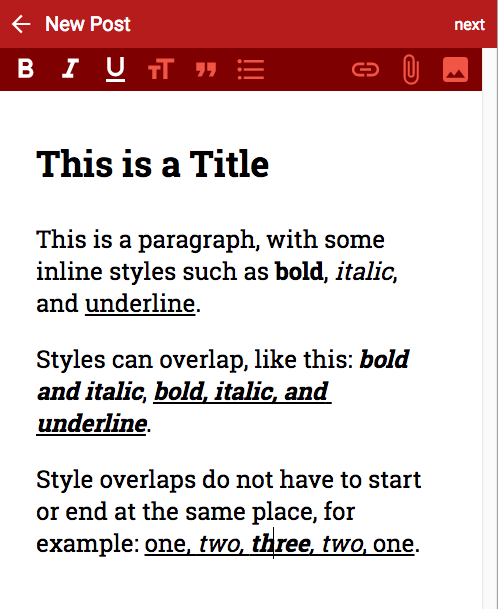 New Post
next
B I U TT
This is a Title
This is a paragraph, with some
inline styles such as bold, italic,
and underline.
Styles can overlap, like this: bold
and italic, bold, italic, and
underline.
Style overlaps do not have to start
or end at the same place, for
example: one, two, three, two, one.